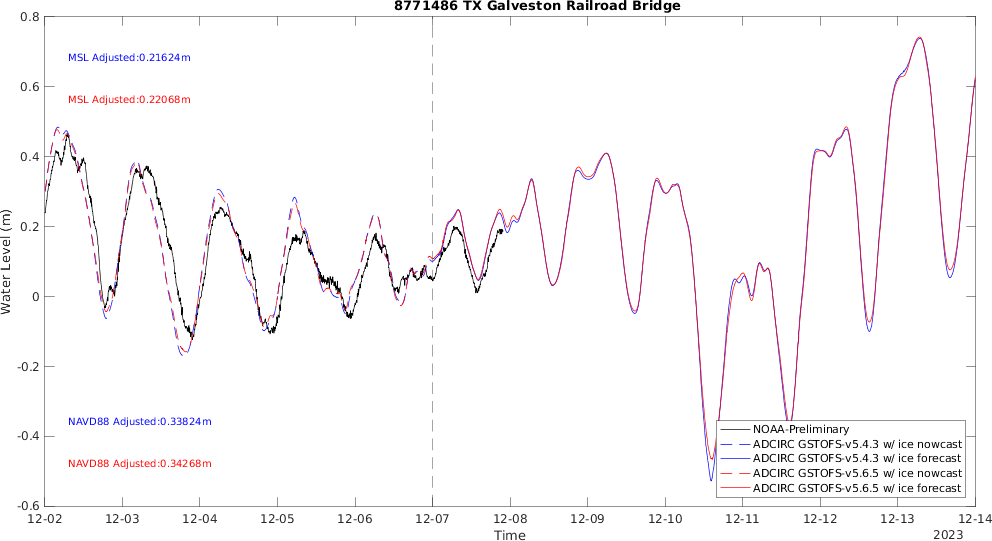 8771486 TX Galveston Railroad Bridge
0.8
0.6
0.4
0.2
0
-0.2
-0.4
-0.6
Water Level (m)
MSL Adjusted:0.21624m
MSL Adjusted:0.22068m
NAVD88 Adjusted:0.33824m
NAVD88 Adjusted:0.34268m
NOAA-Preliminary
ADCIRC GSTOFS-v5.4.3 w/ ice nowcast
ADCIRC GSTOFS-v5.4.3 w/ ice forecast
ADCIRC GSTOFS-v5.6.5 w/ ice nowcast
ADCIRC GSTOFS-v5.6.5 w/ ice forecast
12-02 12-03 12-04 12-05 12-06 12-07 12-08 12-09 12-10 12-11 12-12 12-13 12-14
Time
2023